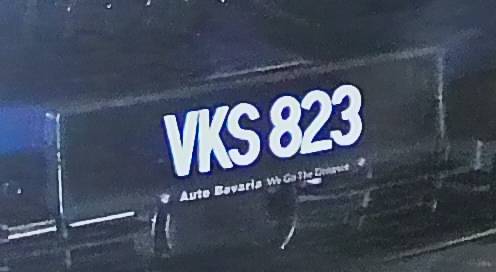 VKS 823
Auto Bavaria We Go The Distance